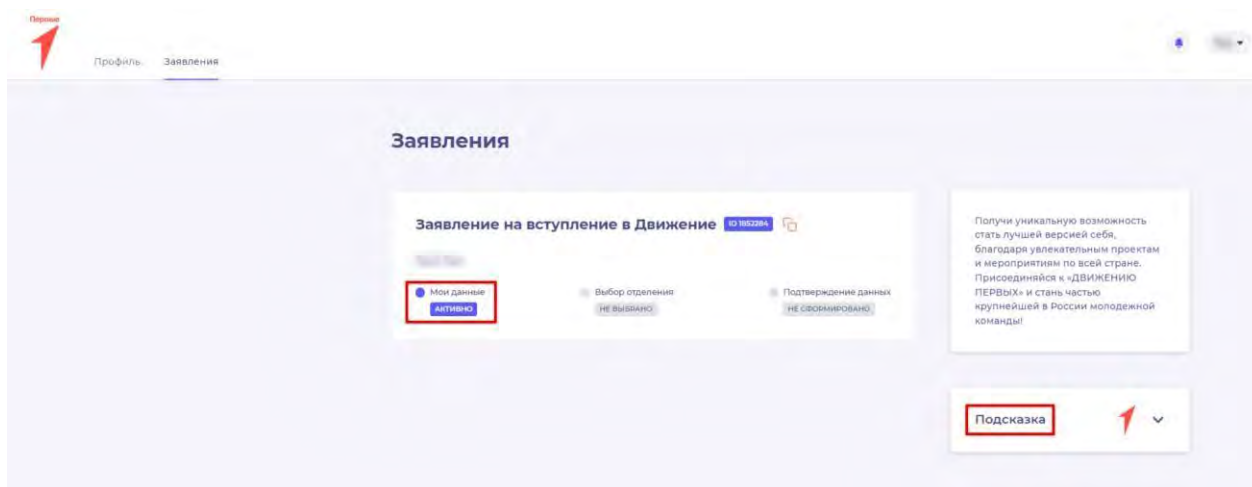 Первые
Профиль
Заявления
Заявления
Заявление на вступление в Движение ID 1852284
Мои данные
АКТИВНО
Выбор отделения
НЕ ВЫБРАНО
Подтверждение данных
НЕ СФОРМИРОВАНО
Получи уникальную возможность
стать лучшей версией себя,
благодаря увлекательным проектам
и мероприятиям по всей стране.
Присоединяйся к «ДВИЖЕНИЮ
ПЕРВЫХ» и стань частью
крупнейшей в России молодежной
команды!
Подсказка